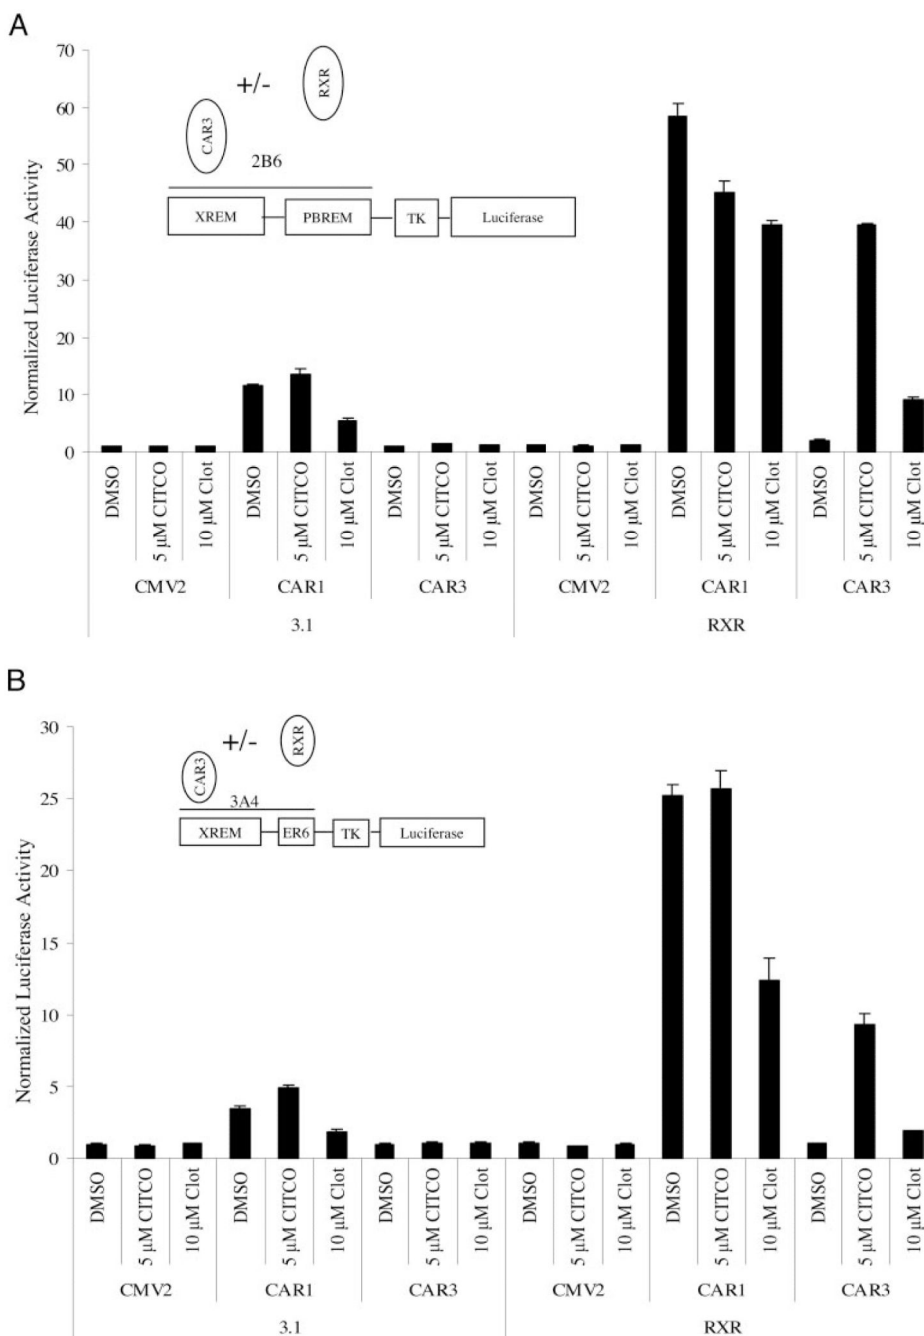 A
70
60
50
40
30
20
10
0
Normalized Luciferase Activity
CAR3
+/-
RXR
2B6
XREM
PBREM
TK
Luciferase
DMSO
5 µM CITCO
10 µM Clot
DMSO
5 µM CITCO
10 µM Clot
DMSO
5 µM CITCO
10 µM Clot
DMSO
5 µM CITCO
10 µM Clot
DMSO
5 µM CITCO
10 µM Clot
DMSO
5 µM CITCO
10 µM Clot
CMV2
CAR1
CAR3
CMV2
CAR1
CAR3
3.1
RXR
B
30
25
20
15
10
5
0
Normalized Luciferase Activity
CAR3
+/-
RXR
3A4
XREM
ER6
TK
Luciferase
DMSO
5 µM CITCO
10 µM Clot
DMSO
5 µM CITCO
10 µM Clot
DMSO
5 µM CITCO
10 µM Clot
DMSO
5 µM CITCO
10 µM Clot
DMSO
5 µM CITCO
10 µM Clot
DMSO
5 µM CITCO
10 µM Clot
CMV2
CAR1
CAR3
CMV2
CAR1
CAR3
3.1
RXR